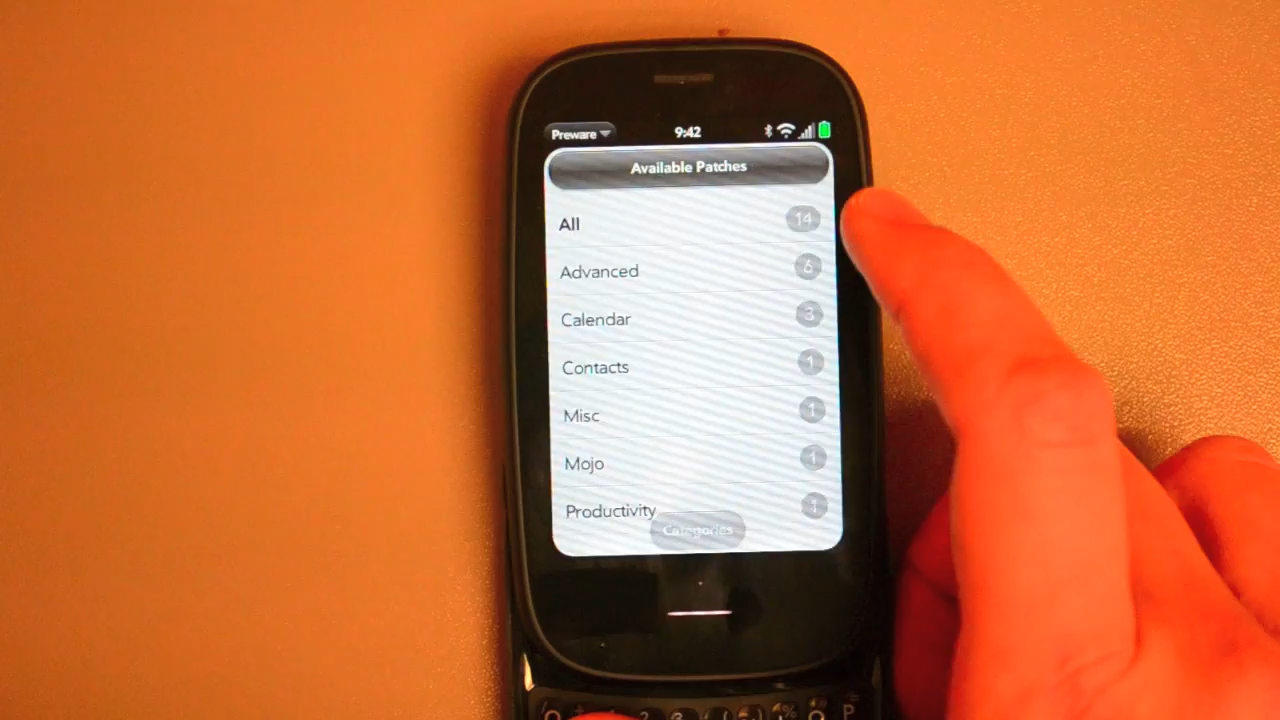 Preware 9:42
Available Patches
All 14
Advanced 6
Calendar 3
Contacts 1
Misc 1
Mojo 1
Productivity 1
Categories